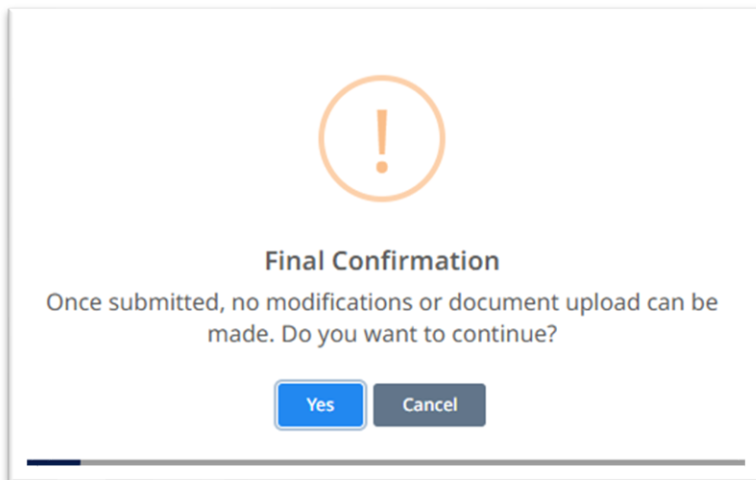 Final Confirmation
Once submitted, no modifications or document upload can be
made. Do you want to continue?
Yes
Cancel